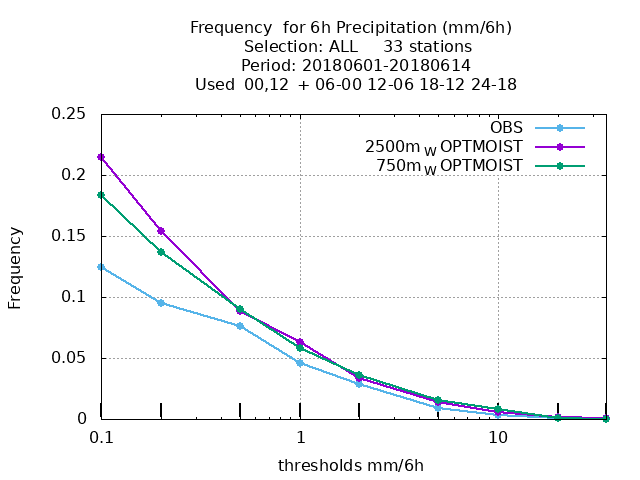 Frequency  for 6h Precipitation (mm/6h)
Selection: ALL     33 stations
Period: 20180601-20180614
Used  00,12  + 06-00 12-06 18-12 24-18
OBS
2500m_W OPTMOIST
750m_W OPTMOIST
Frequency
0.25
0.2
0.15
0.1
0.05
0
0.1 1 10
thresholds mm/6h